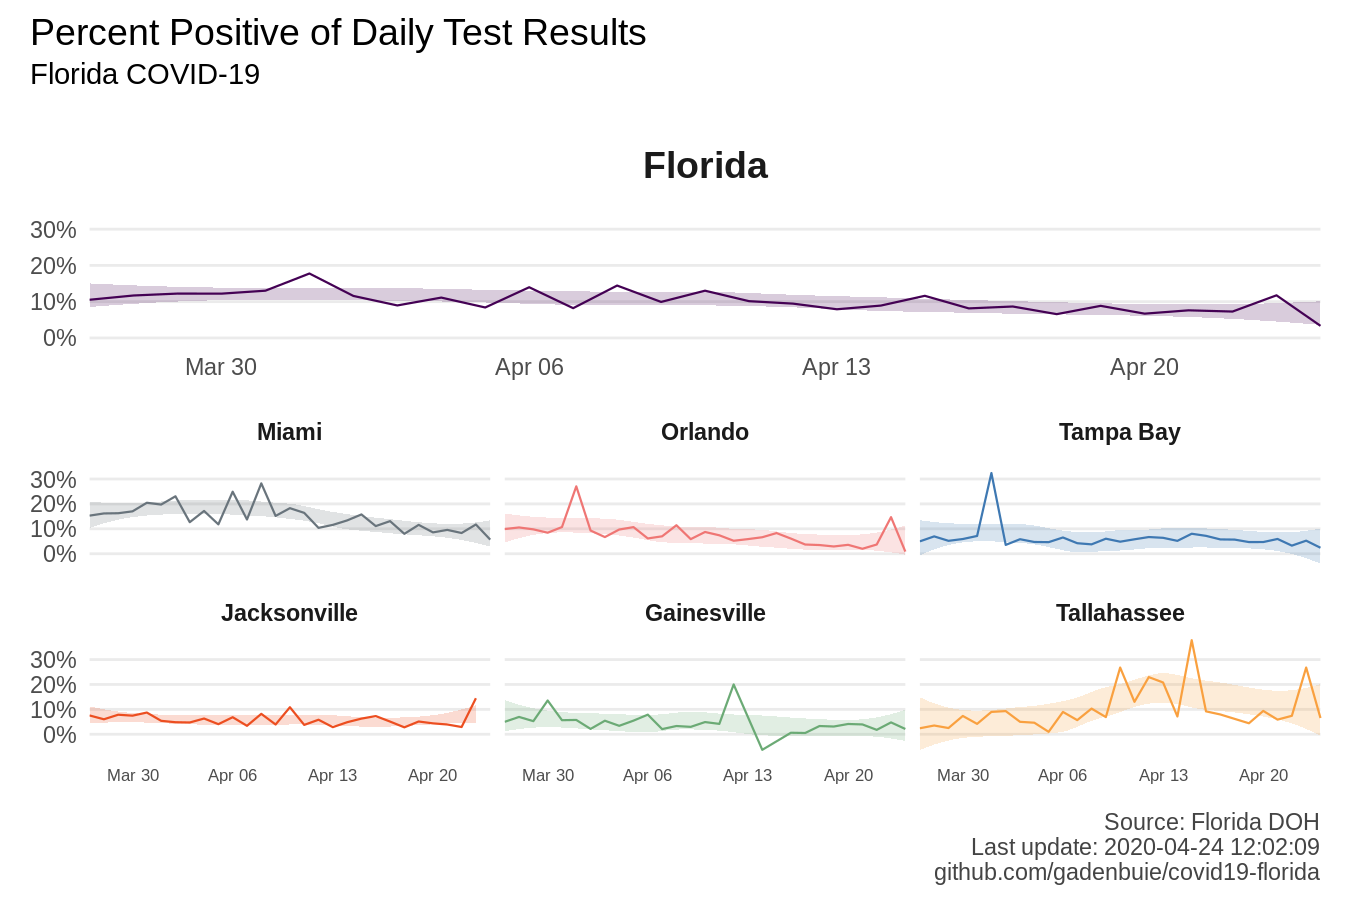 Percent Positive of Daily Test Results
Florida COVID-19
Florida
30%
20%
10%
0%
Mar 30 Apr 06 Apr 13 Apr 20
Miami Orlando Tampa Bay
30%
20%
10%
0%
Jacksonville Gainesville Tallahassee
30%
20%
10%
0%
Mar 30 Apr 06 Apr 13 Apr 20 Mar 30 Apr 06 Apr 13 Apr 20 Mar 30 Apr 06 Apr 13 Apr 20
Source: Florida DOH
Last update: 2020-04-24 12:02:09
github.com/gadenbuie/covid19-florida